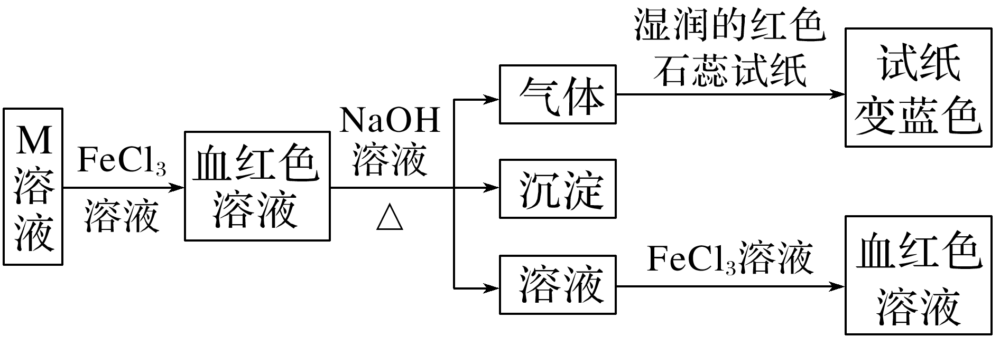 M
溶
液
FeCl₃
溶液
血红色
溶液
NaOH
溶液
△
气体
沉淀
溶液
湿润的红色
石蕊试纸
试纸
变蓝色
FeCl₃溶液
血红色
溶液